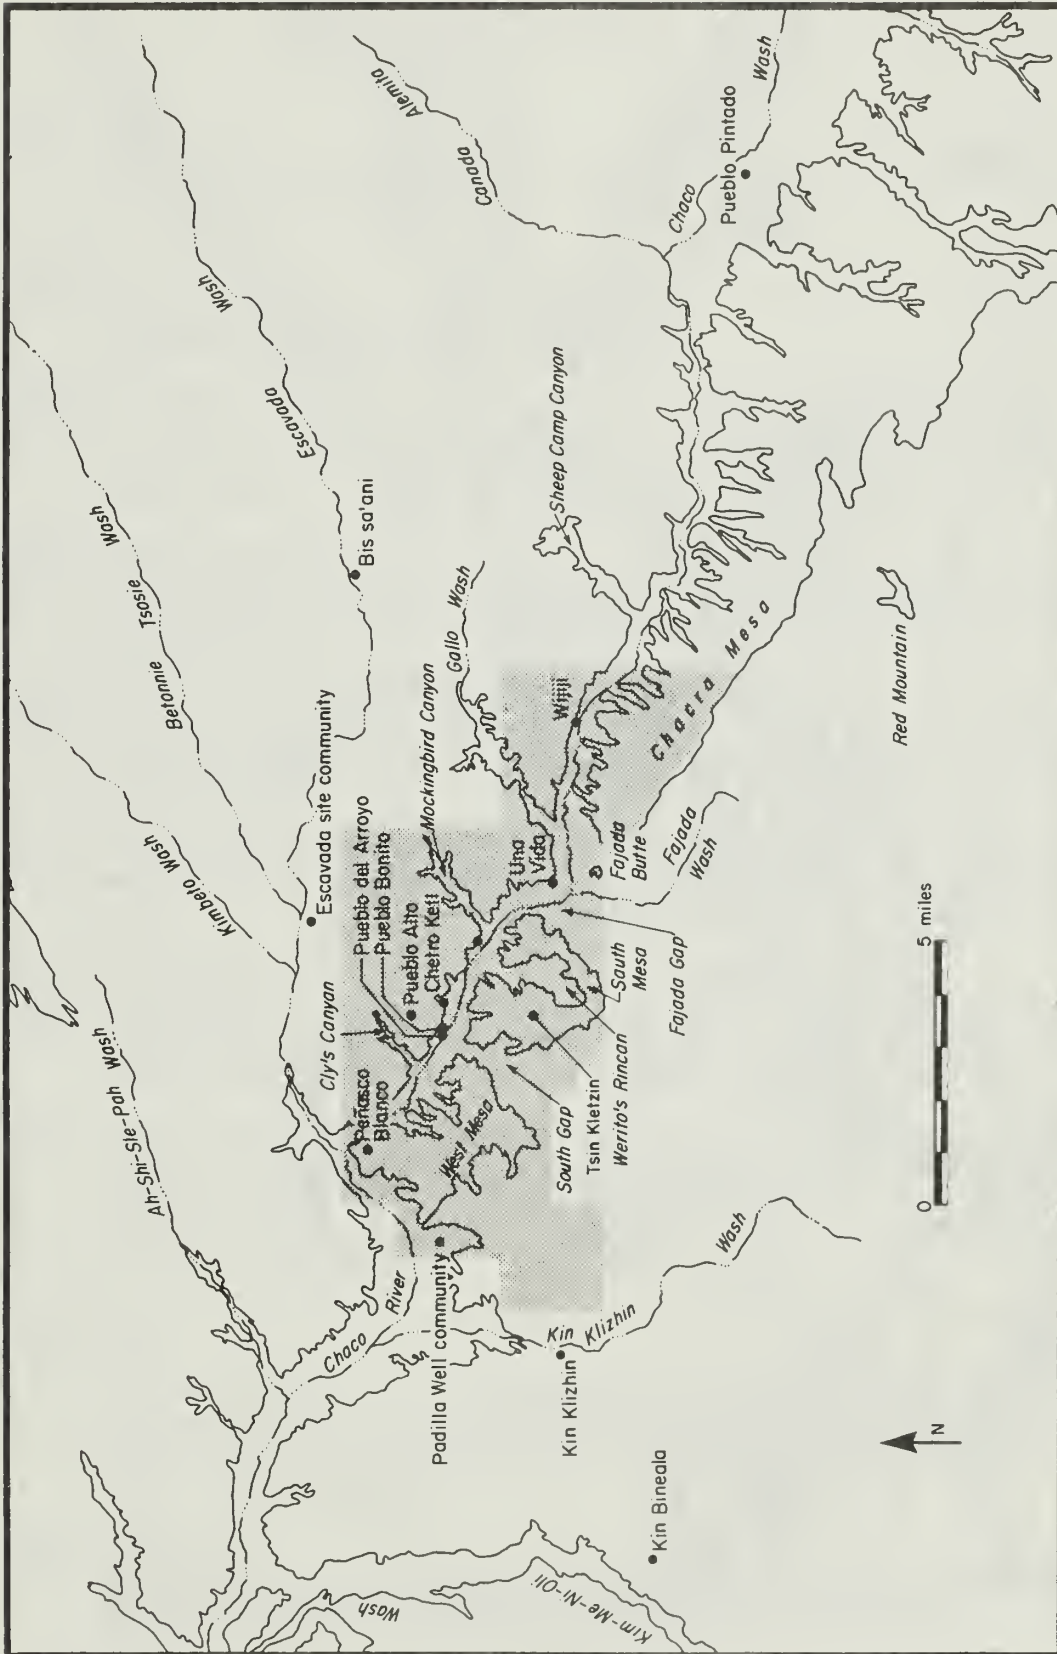 Ah-Shi-Sle-Pah Wash
Kimbeto Wash
Betonnie Tsosie Wash
Escavada Wash
Canada Alemita
Chaco Wash
Pueblo Pintado
Bis sa'ani
Sheep Camp Canyon
Gallo Wash
Mockingbird Canyon
Escavada site community
Pueblo del Arroyo
Pueblo Bonito
Pueblo Alto
Chetro Ketl
Cly's Canyan
Peñasco
Blanco
West Mesa
Una
Vida
Wijiji
Chacra Mesa
Red Mountain
Fajada
Butte
Fajada
Wash
Fajada Gap
South
Mesa
Werito's Rincan
Tsin Kletzin
South Gap
Chaco River
Padilla Well community
Kin Klizhin Wash
Kin Klizhin
Kin Bineala
Kim-Me-Ni-Oli Wash
N
0 5 miles